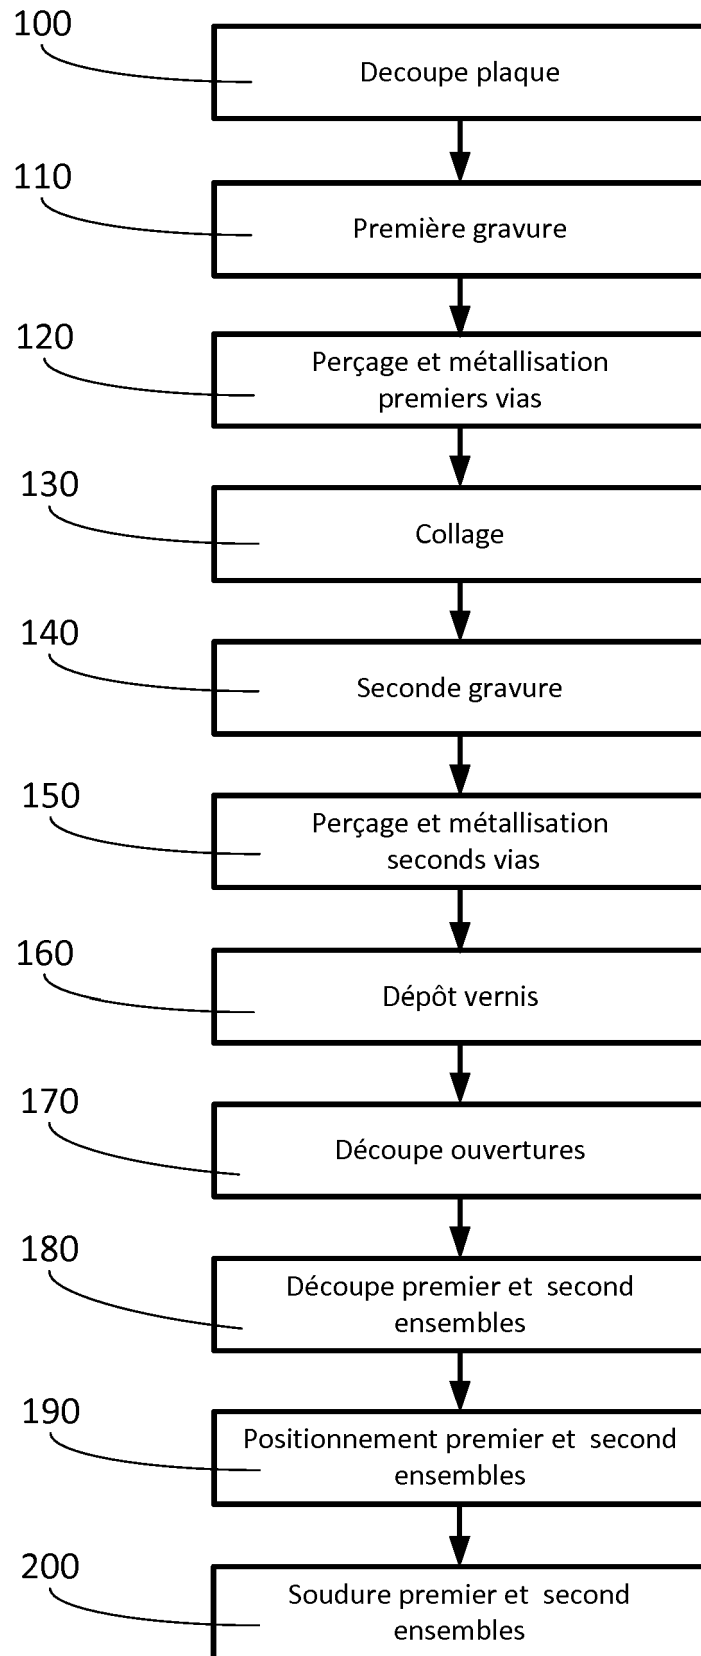 100
Decoupe plaque
110
Première gravure
120
Perçage et métallisation
premiers vias
130
Collage
140
Seconde gravure
150
Perçage et métallisation
seconds vias
160
Dépôt vernis
170
Découpe ouvertures
180
Découpe premier et second
ensembles
190
Positionnement premier et second
ensembles
200
Soudure premier et second
ensembles